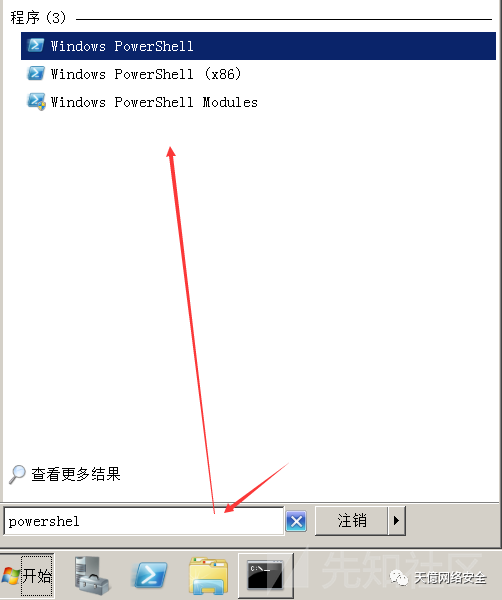 程序 (3)
Windows PowerShell
Windows PowerShell (x86)
Windows PowerShell Modules
查看更多结果
powershel
注销
开始
C:\_
先知社区
天億网络安全